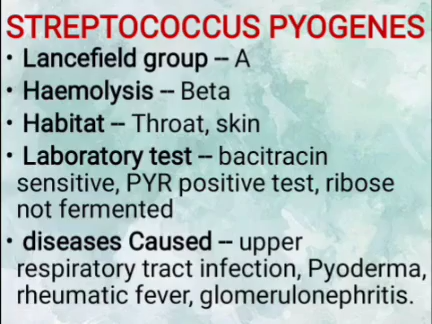 STREPTOCOCCUS PYOGENES
• Lancefield group -- A
• Haemolysis -- Beta
• Habitat -- Throat, skin
• Laboratory test -- bacitracin
sensitive, PYR positive test, ribose
not fermented
• diseases Caused -- upper
respiratory tract infection, Pyoderma,
rheumatic fever, glomerulonephritis.